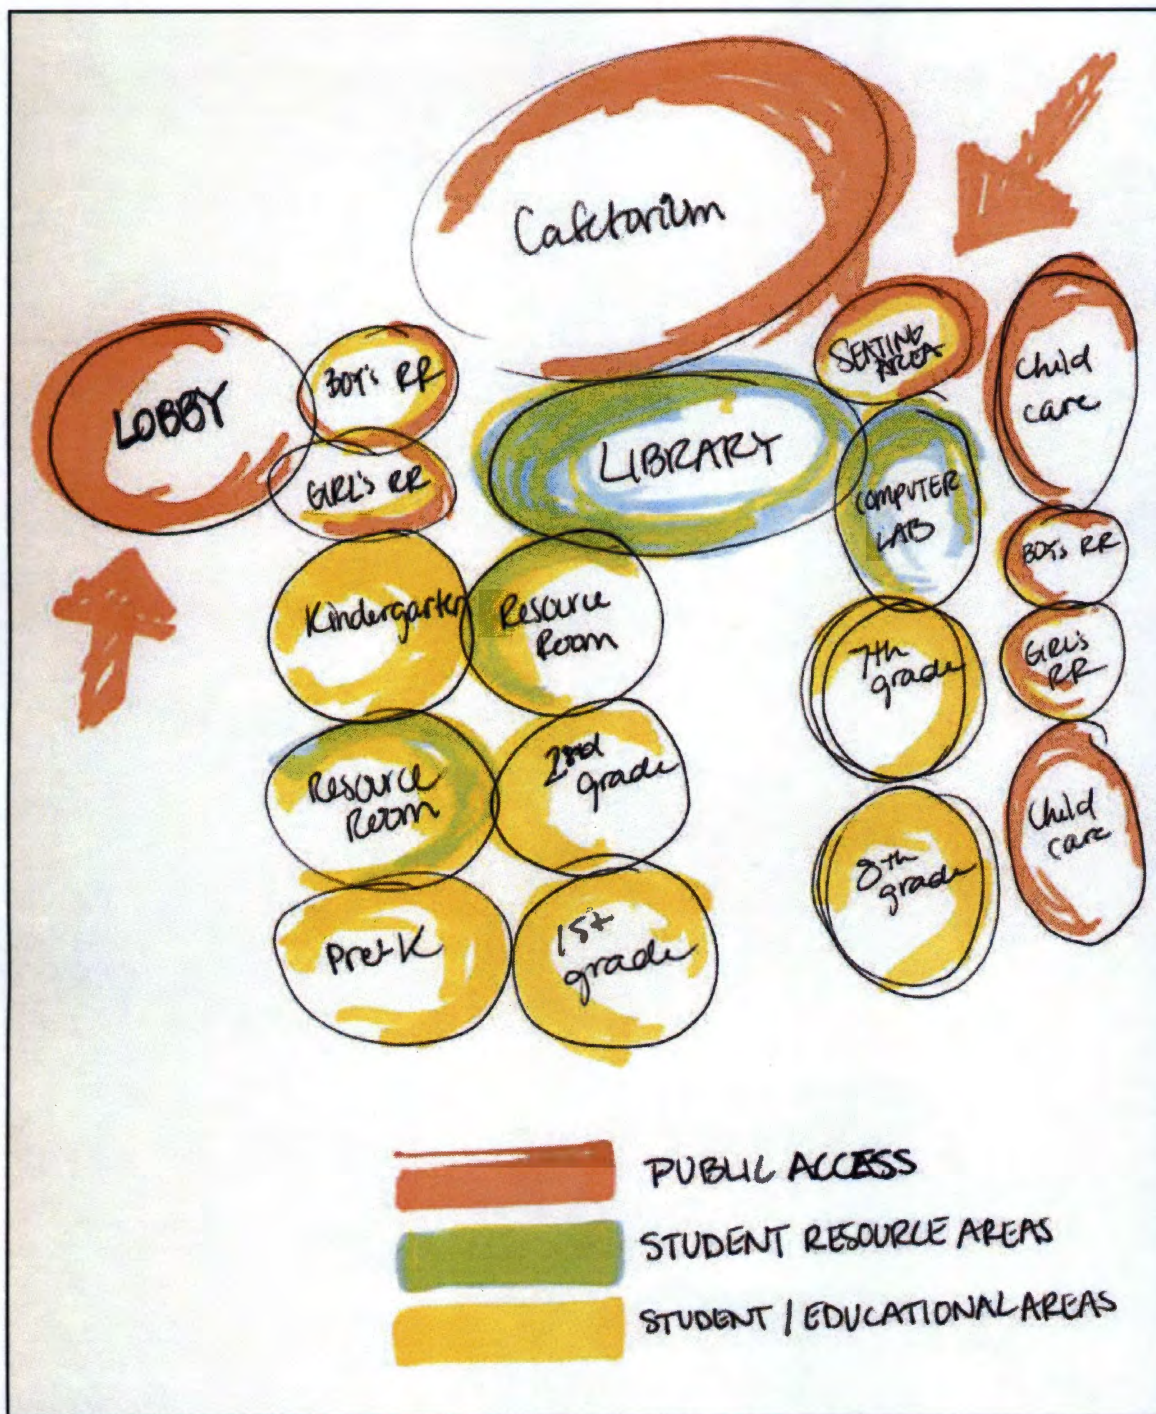 Cafetorium
LOBBY
BOY'S RR
GIRL'S RR
SEATING
AREA
Child
care
LIBRARY
COMPUTER
LAB
BOY's RR
GIRL'S
RR
Kindergarten
Resource
Room
7th
grade
Resource
Room
2nd
grade
Child
care
8th
grade
Pre-K
1st
grade
PUBLIC ACCESS
STUDENT RESOURCE AREAS
STUDENT / EDUCATIONAL AREAS